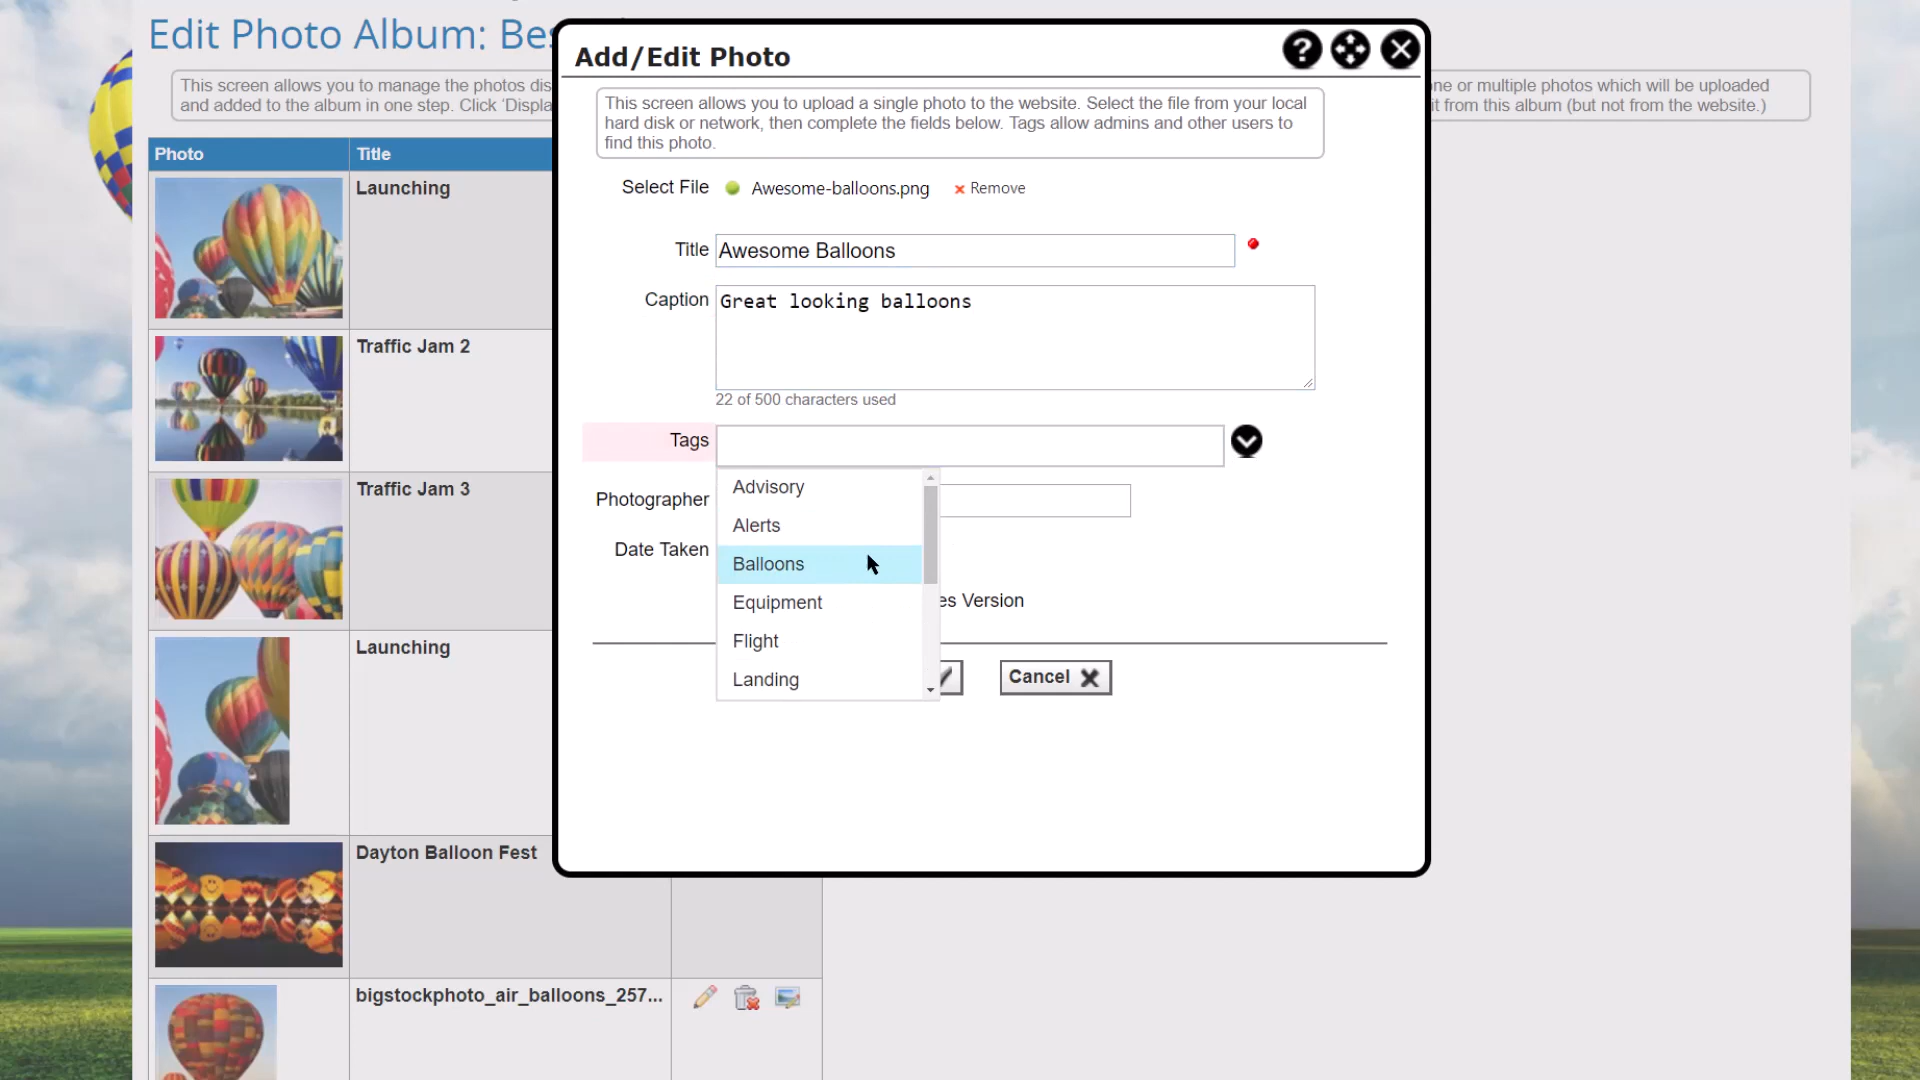 Edit Photo Album: Bes
This screen allows you to manage the photos dis
and added to the album in one step. Click 'Displa
ne or multiple photos which will be uploaded
it from this album (but not from the website.)
Photo
Title
Launching
Traffic Jam 2
Traffic Jam 3
Launching
Dayton Balloon Fest
bigstockphoto_air_balloons_257...
Add/Edit Photo
This screen allows you to upload a single photo to the website. Select the file from your local
hard disk or network, then complete the fields below. Tags allow admins and other users to
find this photo.
Select File Awesome-balloons.png Remove
Title Awesome Balloons
Caption Great looking balloons
22 of 500 characters used
Tags
Advisory
Alerts
Balloons
Equipment
Flight
Landing
Photographer
Date Taken
es Version
Cancel